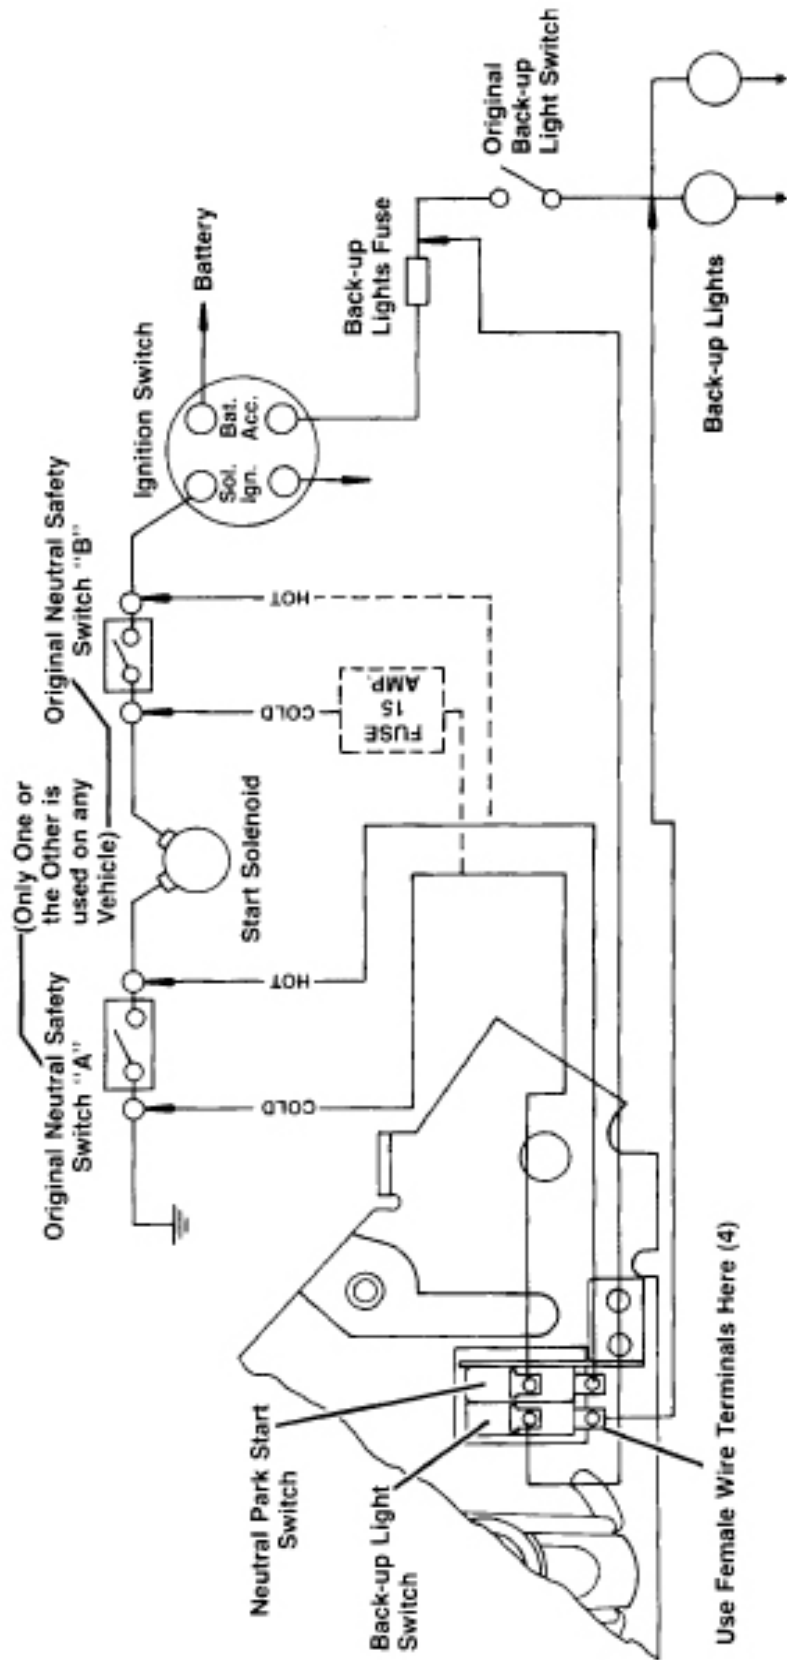 (Only One or
the Other is
used on any
Vehicle)
Original Neutral Safety
Switch "A"
Original Neutral Safety
Switch "B"
Ignition Switch
Battery
Sol.
Bat.
Ign.
Acc.
Start Solenoid
COLD
HOT
COLD
HOT
FUSE
15
AMP.
Back-up
Lights Fuse
Original
Back-up
Light Switch
Neutral Park Start
Switch
Back-up Light
Switch
Use Female Wire Terminals Here (4)
Back-up Lights